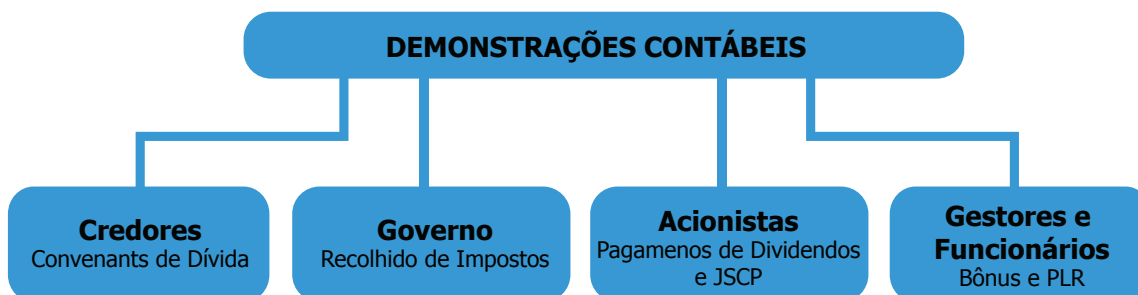 DEMONSTRAÇÕES CONTÁBEIS
Credores
Convenants de Dívida
Governo
Recolhido de Impostos
Acionistas
Pagamenos de Dividendos
e JSCP
Gestores e
Funcionários
Bônus e PLR